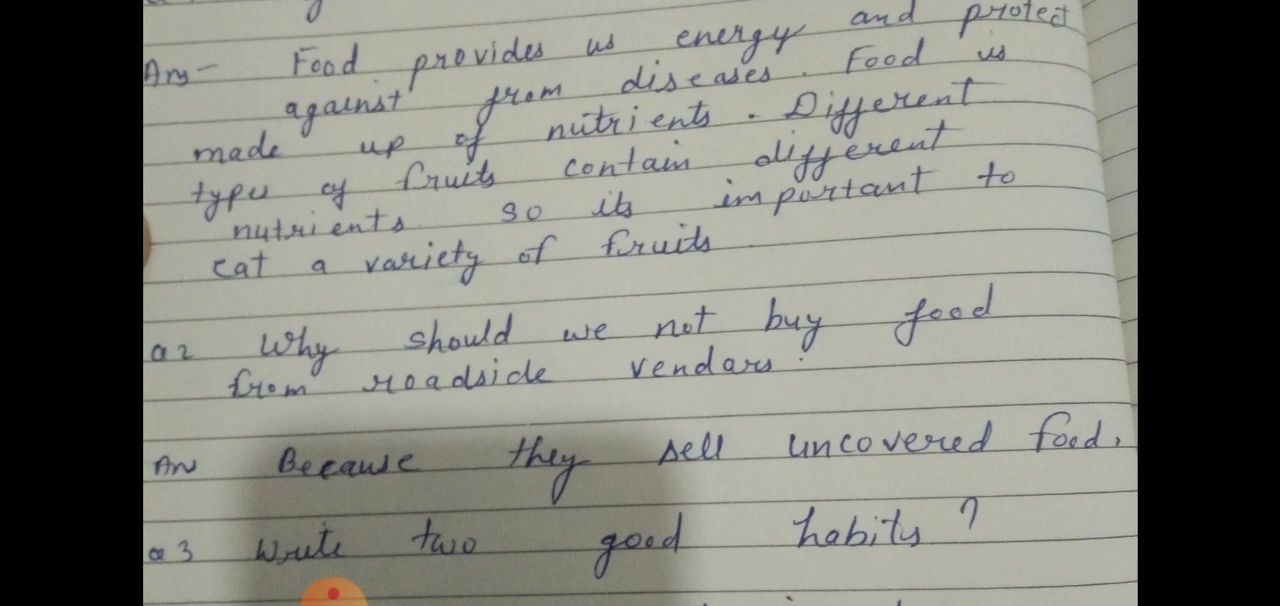 Ans- Food provides us energy and protect
against from diseases. Food is
made up of nutrients. Different
types of fruits contain different
nutrients so its important to
eat a variety of fruits
Q2 Why should we not buy food
from roadside vendars.
An Because they sell uncovered food.
Q3 Write two good habits?